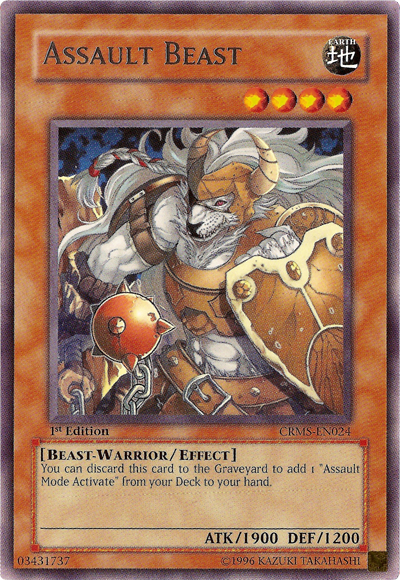 ASSAULT BEAST
EARTH
地
1st Edition
CRMS-EN024
[BEAST-WARRIOR/EFFECT]
You can discard this card to the Graveyard to add 1 "Assault
Mode Activate" from your Deck to your hand.
ATK/1900 DEF/1200
03431737
©1996 KAZUKI TAKAHASHI